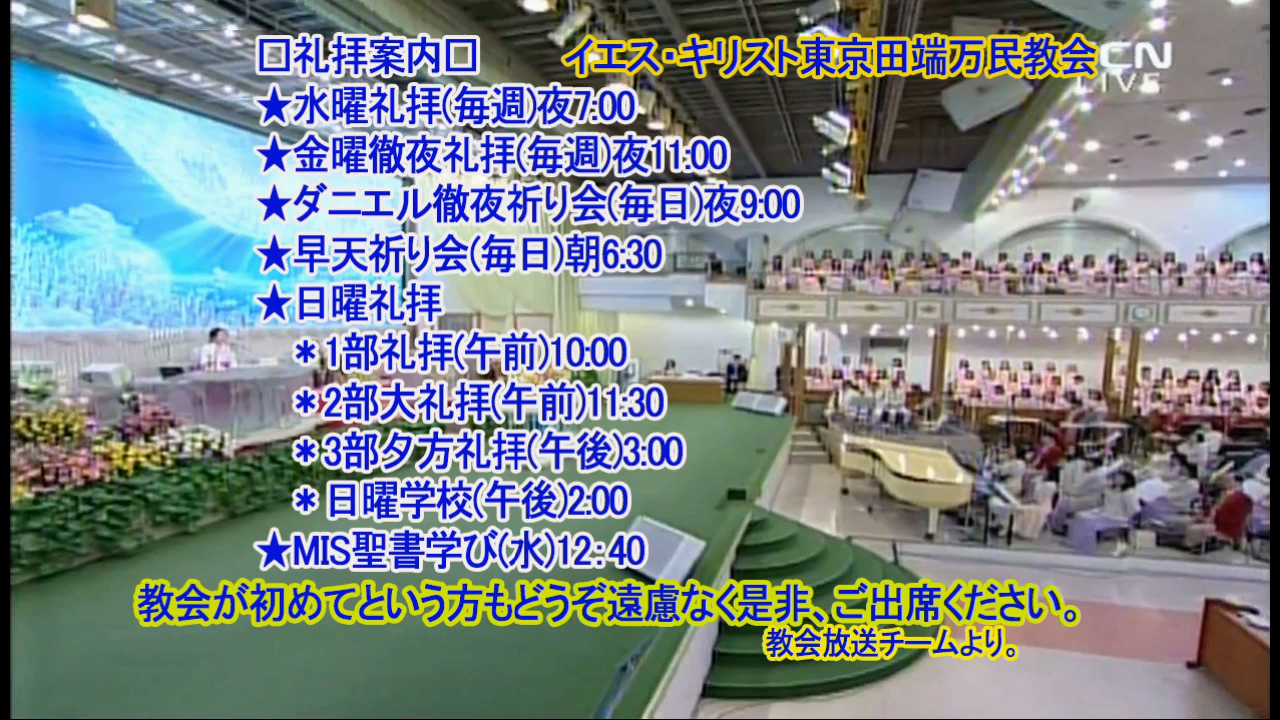 □礼拝案内□ イエス・キリスト東京田端万民教会
CN
LIVE
★水曜礼拝(毎週)夜7:00
★金曜徹夜礼拝(毎週)夜11:00
★ダニエル徹夜祈り会(毎日)夜9:00
★早天祈り会(毎日)朝6:30
★日曜礼拝
＊1部礼拝(午前)10:00
＊2部大礼拝(午前)11:30
＊3部夕方礼拝(午後)3:00
＊日曜学校(午後)2:00
★MIS聖書学び(水)12:40
教会が初めてという方もどうぞ遠慮なく是非、ご出席ください。
教会放送チームより。